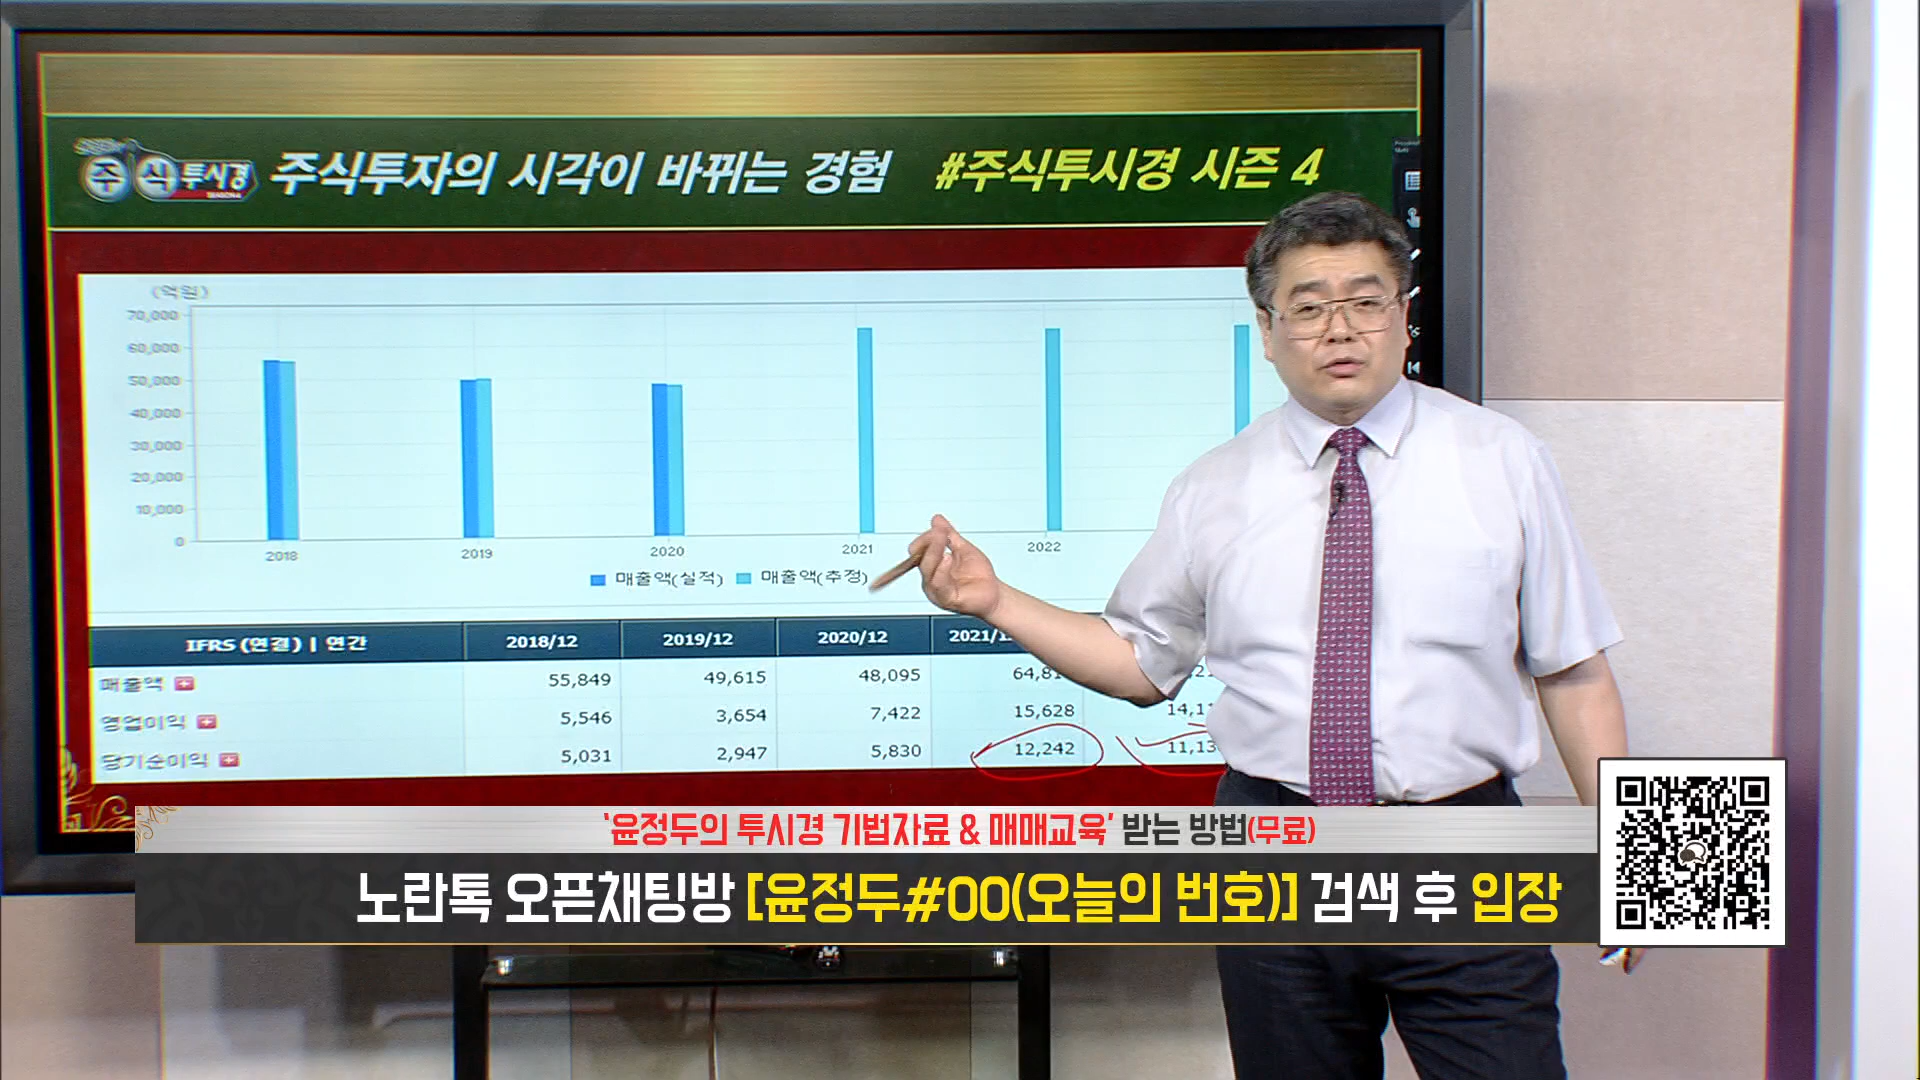 주식투시경 주식투자의 시각이 바뀌는 경험 #주식투시경 시즌 4
(억원)
70,000
60,000
50,000
40,000
30,000
20,000
10,000
0
2018 2019 2020 2021 2022
매출액(실적) 매출액(추정)
IFRS (연결) | 연간 2018/12 2019/12 2020/12
매출액 55,849 49,615 48,095
영업이익 5,546 3,654 7,422 15,628
당기순이익 5,031 2,947 5,830 12,242
‘윤정두의 투시경 기법자료 & 매매교육’ 받는 방법(무료)
노란톡 오픈채팅방 [윤정두#00(오늘의 번호)] 검색 후 입장